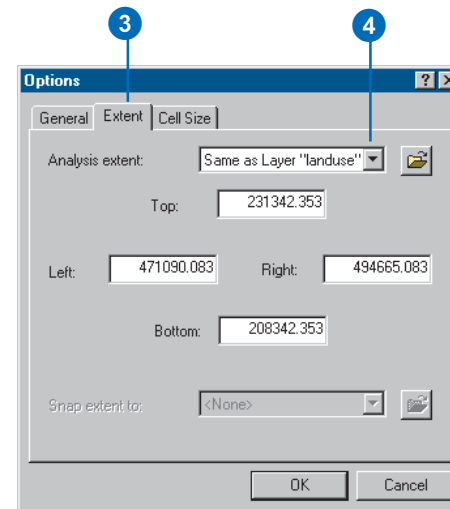 3 4
Options
General Extent Cell Size
Analysis extent: Same as Layer "landuse"
Top: 231342.353
Left: 471090.083 Right: 494665.083
Bottom: 208342.353
Snap extent to: <None>
OK Cancel